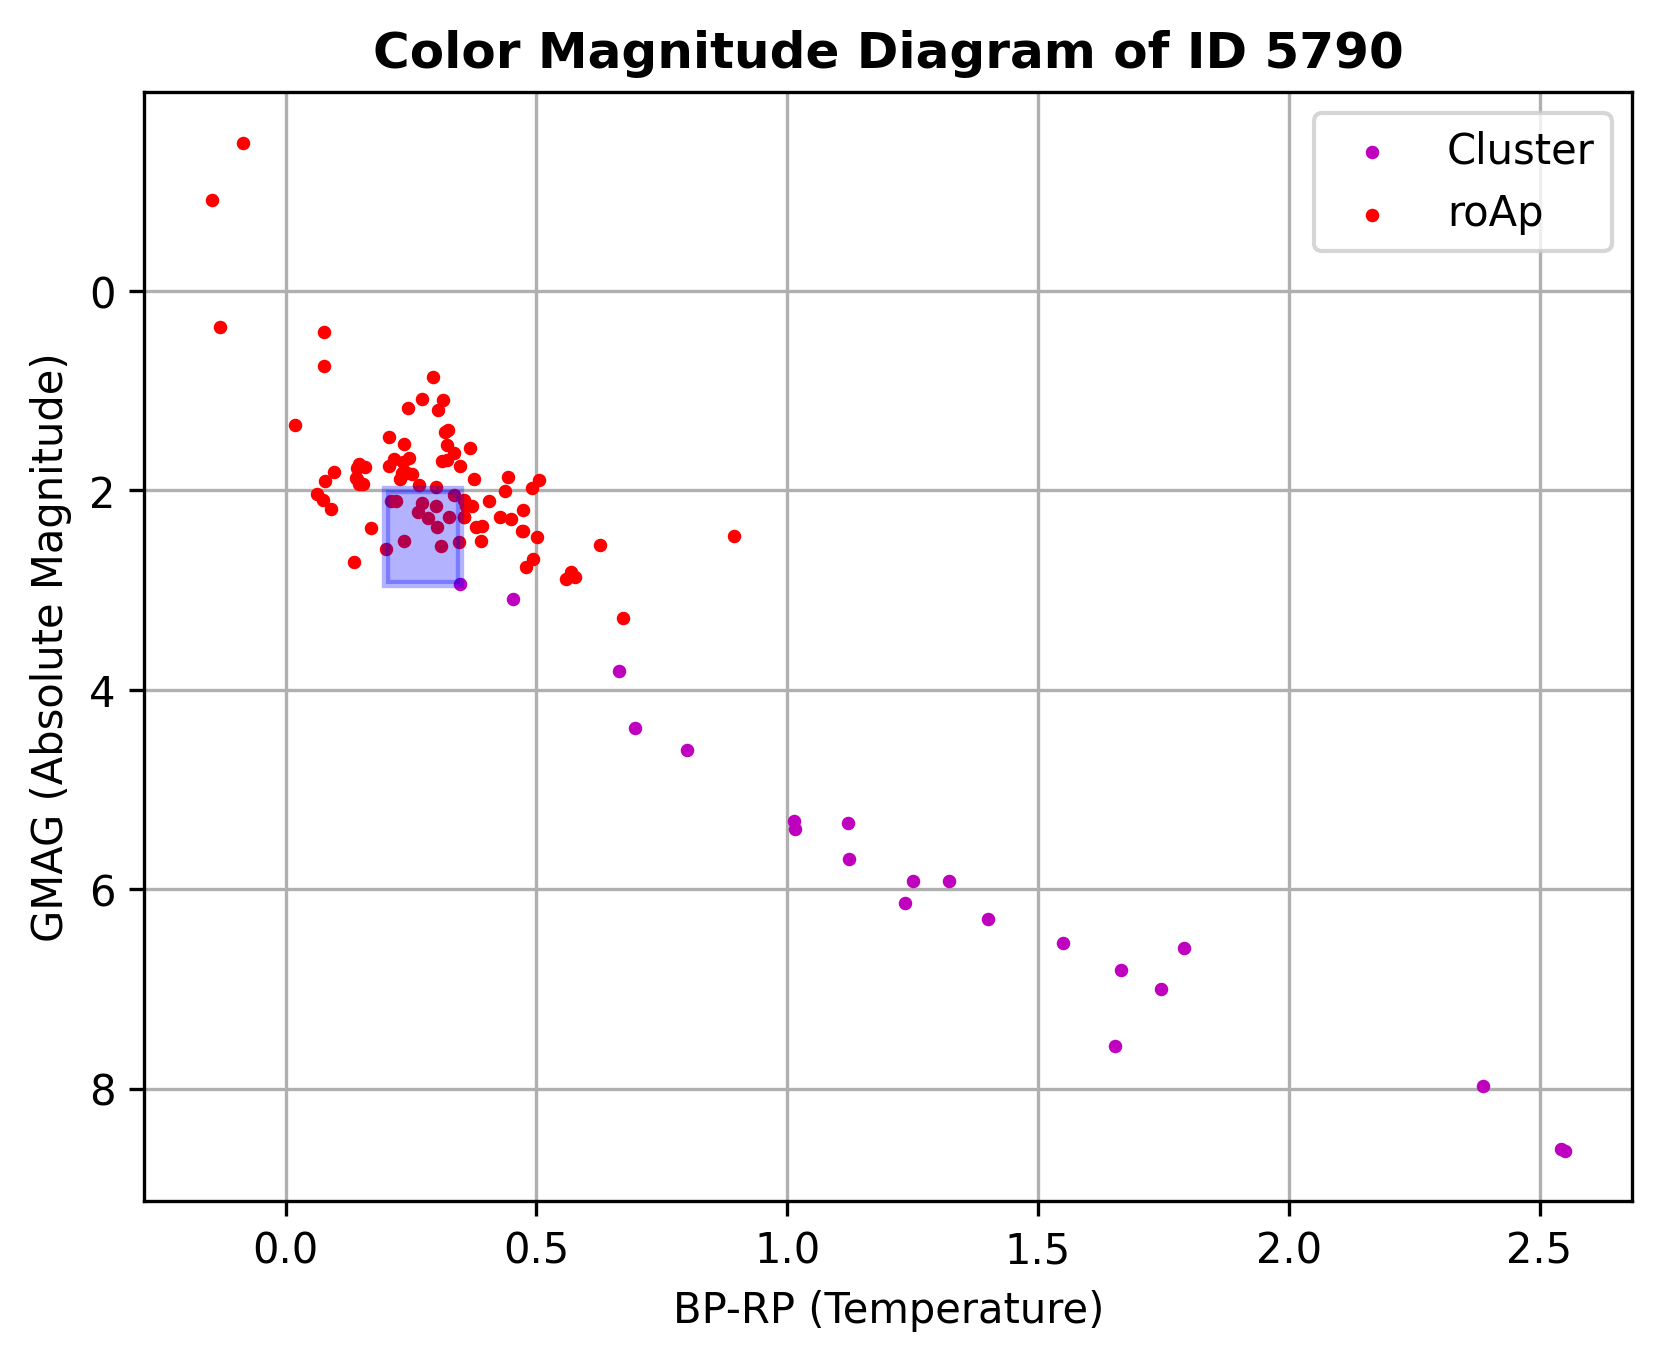 Color Magnitude Diagram of ID 5790
Cluster
roAp
GMAG (Absolute Magnitude)
0
2
4
6
8
0.0 0.5 1.0 1.5 2.0 2.5
BP-RP (Temperature)